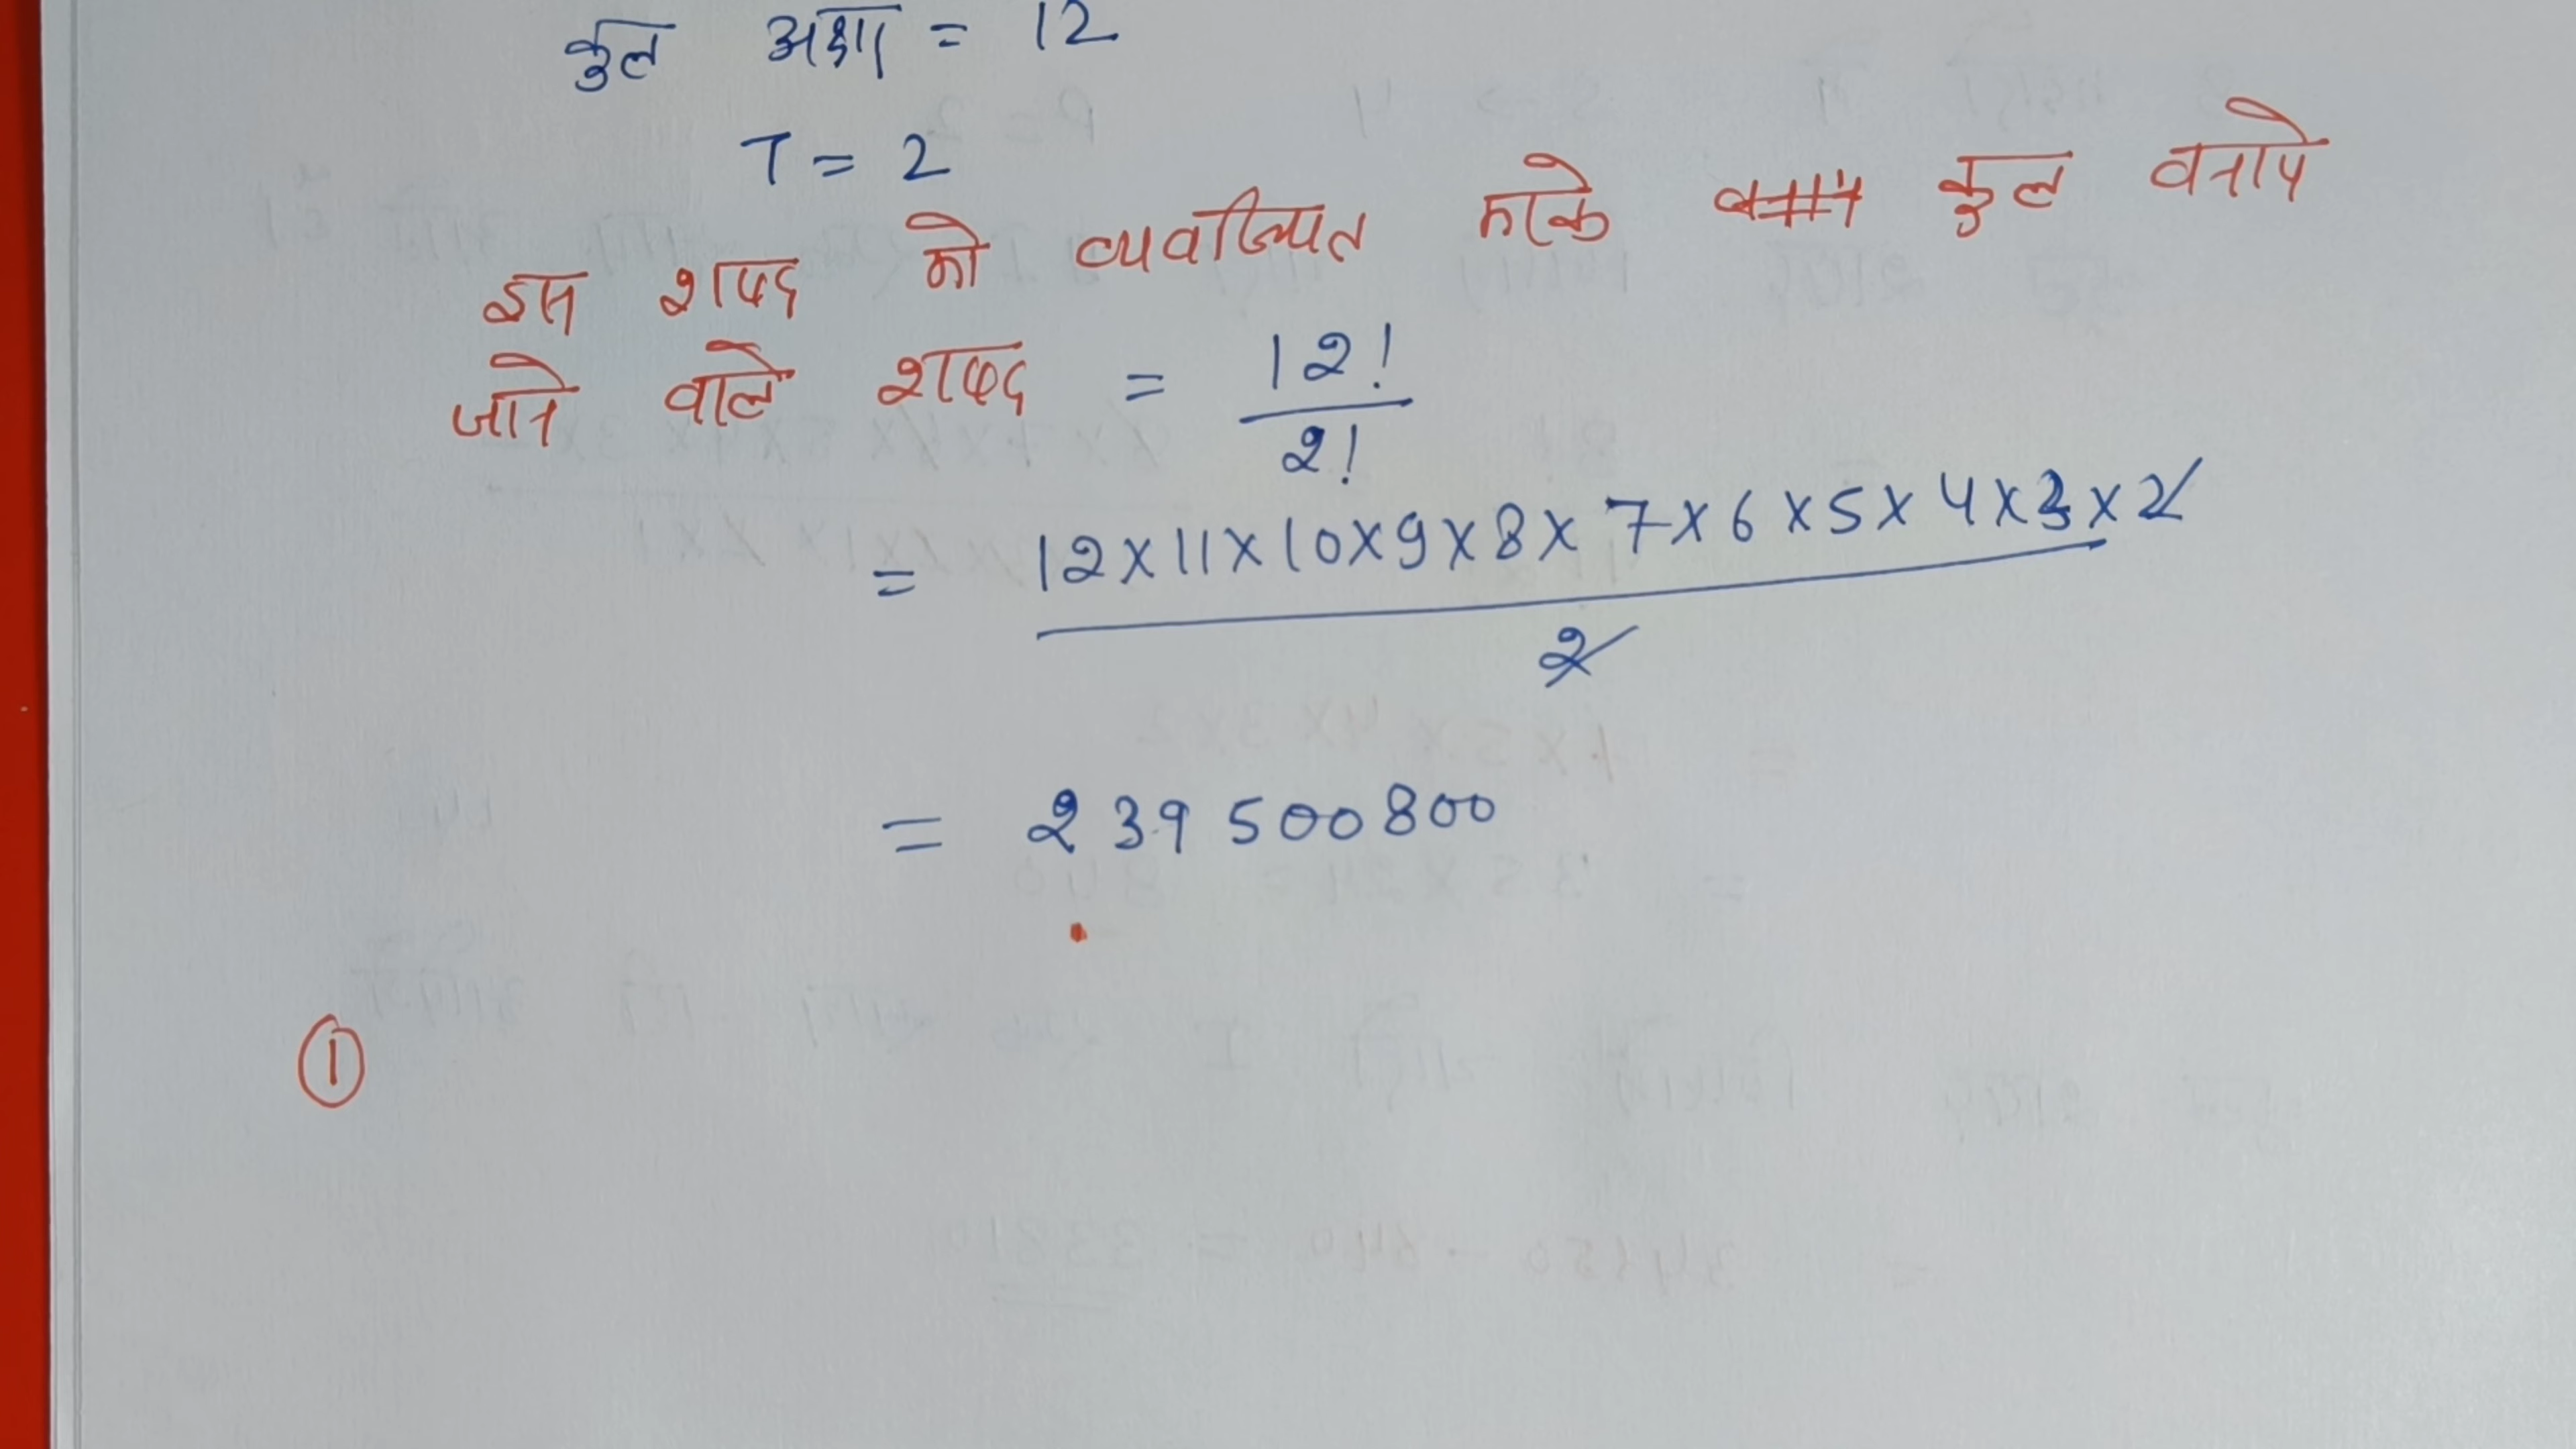 कुल अक्षर = 12
T = 2
इस शब्द को व्यवस्थित करके कुल बनाये
जाने वाले शब्द = 12! / 2!
= 12×11×10×9×8×7×6×5×4×3×2 / 2
= 239500800
①